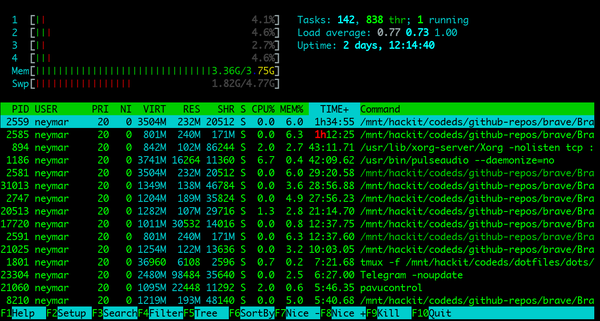 1 [|| 4.1%] Tasks: 142, 838 thr; 1 running
2 [||| 4.6%] Load average: 0.77 0.73 1.00
3 [|| 2.7%] Uptime: 2 days, 12:14:40
4 [||| 4.6%]
Mem[|||||||||||||||||||||||||||||||3.36G/3.75G]
Swp[||||||||||||||||| 1.82G/4.77G]
PID USER PRI NI VIRT RES SHR S CPU% MEM% TIME+ Command
2559 neymar 20 0 3504M 232M 20512 S 0.0 6.0 1h34:55 /mnt/hackit/codeds/github-repos/brave/Bra
2585 neymar 20 0 801M 240M 171M S 0.0 6.3 1h12:25 /mnt/hackit/codeds/github-repos/brave/Bra
894 neymar 20 0 842M 102M 86244 S 2.0 2.7 43:11.71 /usr/lib/xorg-server/Xorg -nolisten tcp :
1186 neymar 20 0 3741M 16264 11360 S 6.7 0.4 42:09.62 /usr/bin/pulseaudio --daemonize=no
2581 neymar 20 0 3504M 232M 20512 S 0.0 6.0 29:20.58 /mnt/hackit/codeds/github-repos/brave/Bra
31013 neymar 20 0 1349M 138M 46784 S 0.0 3.6 28:56.88 /mnt/hackit/codeds/github-repos/brave/Bra
2747 neymar 20 0 1204M 189M 35824 S 0.0 4.9 27:56.23 /mnt/hackit/codeds/github-repos/brave/Bra
20513 neymar 20 0 1282M 107M 29716 S 1.3 2.8 21:14.70 /mnt/hackit/codeds/github-repos/brave/Bra
17720 neymar 20 0 1011M 30532 14016 S 0.0 0.8 12:37.75 /mnt/hackit/codeds/github-repos/brave/Bra
2591 neymar 20 0 801M 240M 171M S 0.0 6.3 12:37.60 /mnt/hackit/codeds/github-repos/brave/Bra
21025 neymar 20 0 1254M 122M 13636 S 0.0 3.2 10:03.05 /mnt/hackit/codeds/github-repos/brave/Bra
1801 neymar 20 0 36960 6108 2596 S 0.7 0.2 7:21.68 tmux -f /mnt/hackit/codeds/dotfiles/dots/
23304 neymar 20 0 2480M 98484 35640 S 0.0 2.5 6:27.00 Telegram -noupdate
21060 neymar 20 0 1095M 22448 11292 S 2.0 0.6 5:46.35 pavucontrol
8210 neymar 20 0 1219M 193M 48140 S 0.0 5.0 5:40.68 /mnt/hackit/codeds/github-repos/brave/Bra
F1Help F2Setup F3SearchF4FilterF5Tree F6SortByF7Nice -F8Nice +F9Kill F10Quit